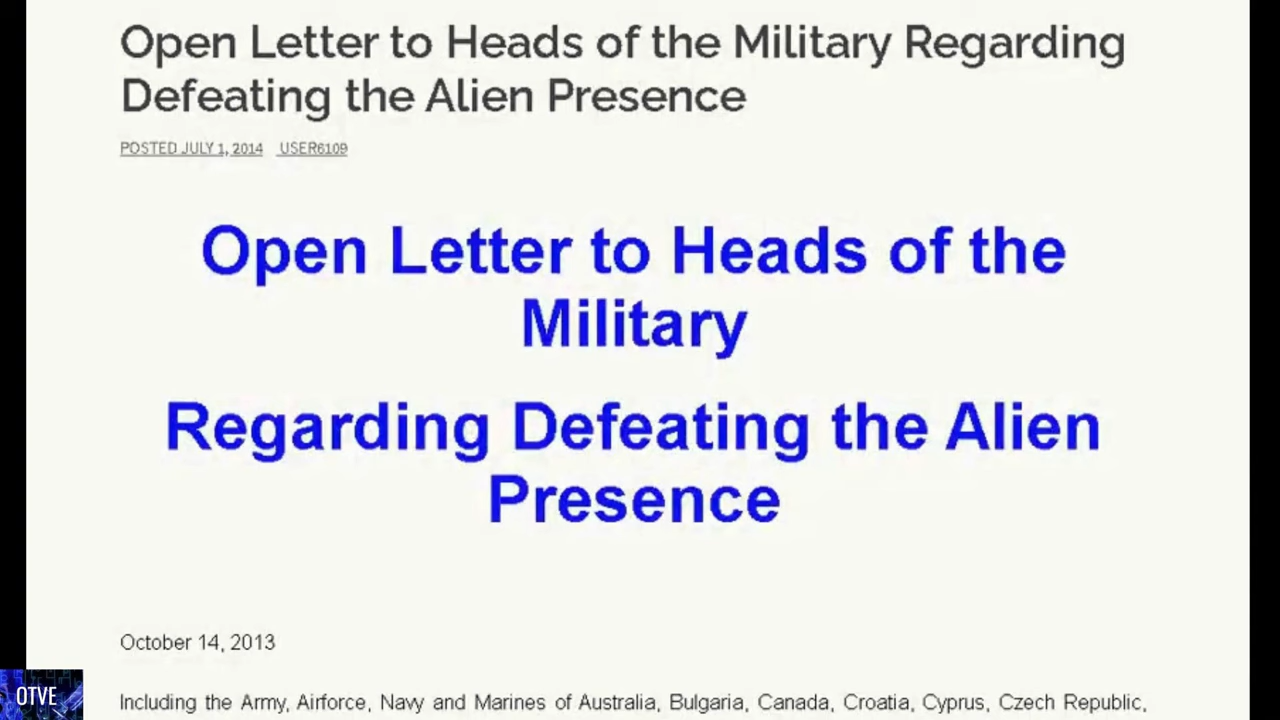 Open Letter to Heads of the Military Regarding
Defeating the Alien Presence
POSTED JULY 1, 2014 USER6109
Open Letter to Heads of the
Military
Regarding Defeating the Alien
Presence
October 14, 2013
Including the Army, Airforce, Navy and Marines of Australia, Bulgaria, Canada, Croatia, Cyprus, Czech Republic,
OTVE